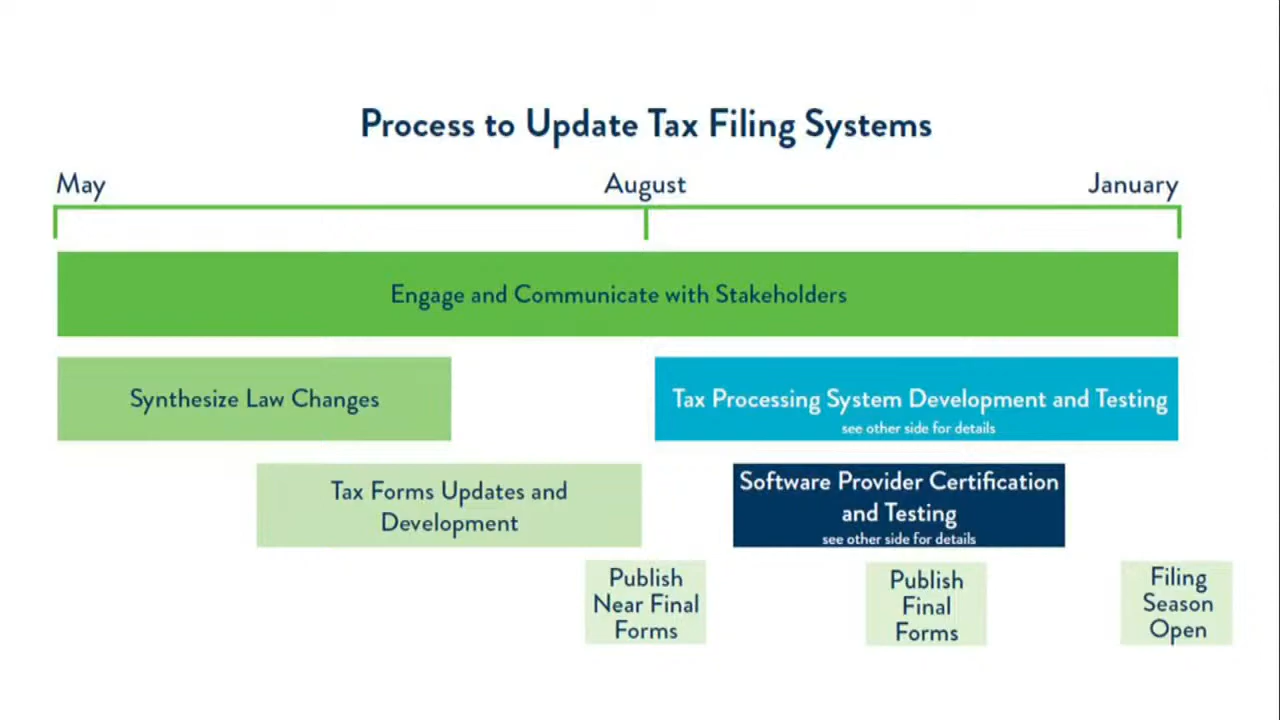 Process to Update Tax Filing Systems
May
August
January
Engage and Communicate with Stakeholders
Synthesize Law Changes
Tax Processing System Development and Testing
see other side for details
Tax Forms Updates and
Development
Software Provider Certification
and Testing
see other side for details
Publish
Near Final
Forms
Publish
Final
Forms
Filing
Season
Open